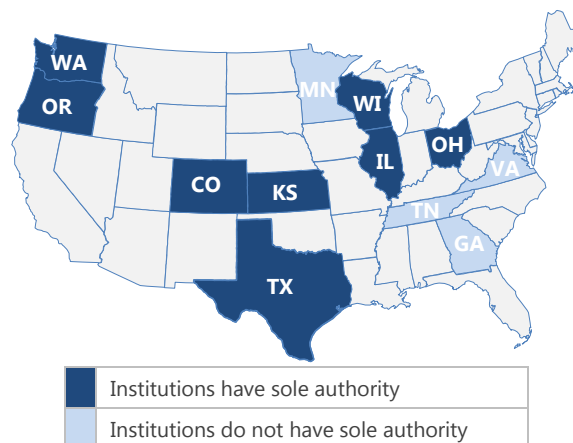 WA
OR
MN
WI
IL
OH
VA
CO
KS
TN
GA
TX
Institutions have sole authority
Institutions do not have sole authority